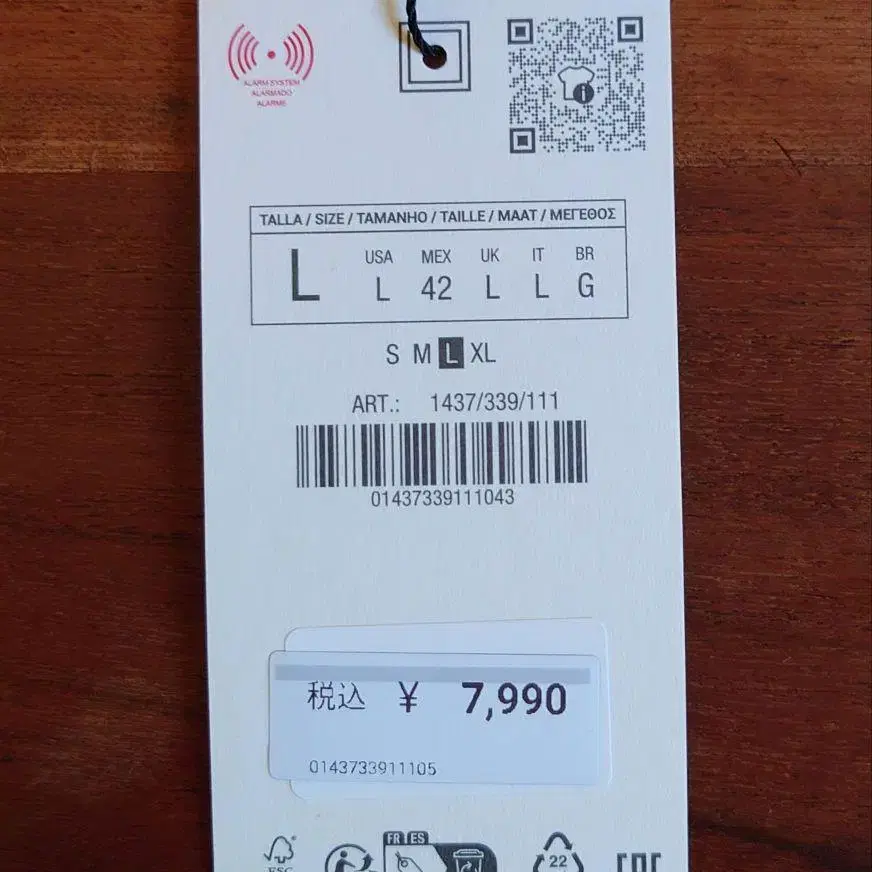 ALARM SYSTEM
ALARMADO
ALARME
TALLA / SIZE / TAMANHO / TAILLE / MAAT / ΜΕΓΕΘΟΣ
L
USA MEX UK IT BR
L 42 L L G
S M L XL
ART.: 1437/339/111
01437339111043
税込 ¥ 7,990
0143733911105
FR ES
FSC
22